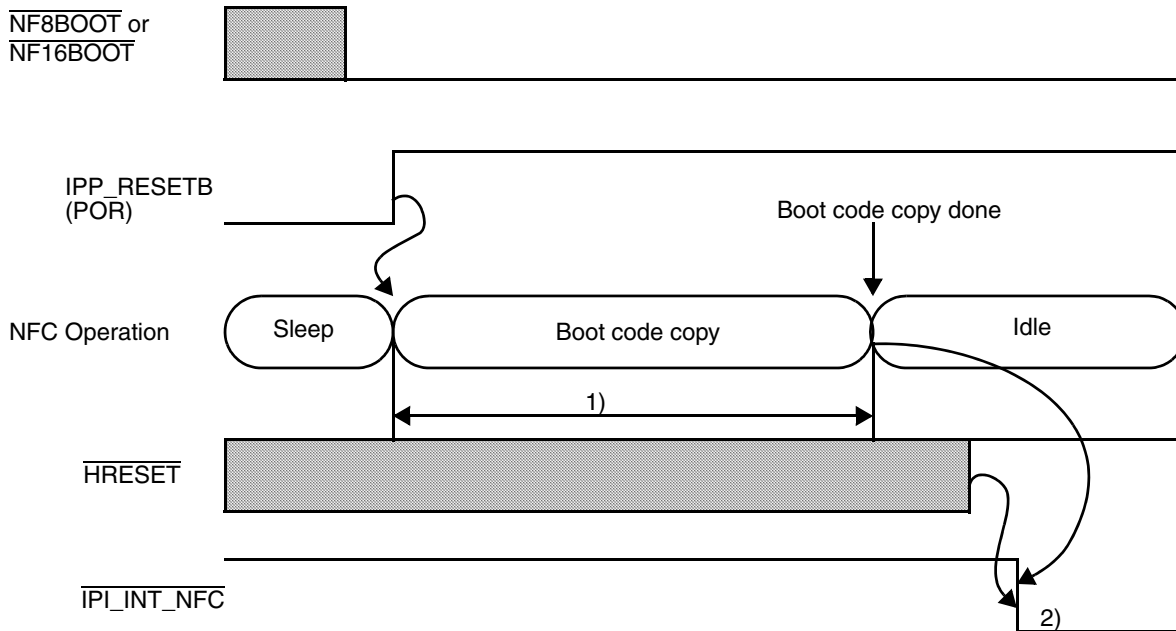 NF8BOOT or
NF16BOOT
IPP_RESETB
(POR)
Boot code copy done
NFC Operation
Sleep
Boot code copy
Idle
1)
HRESET
IPI_INT_NFC
2)